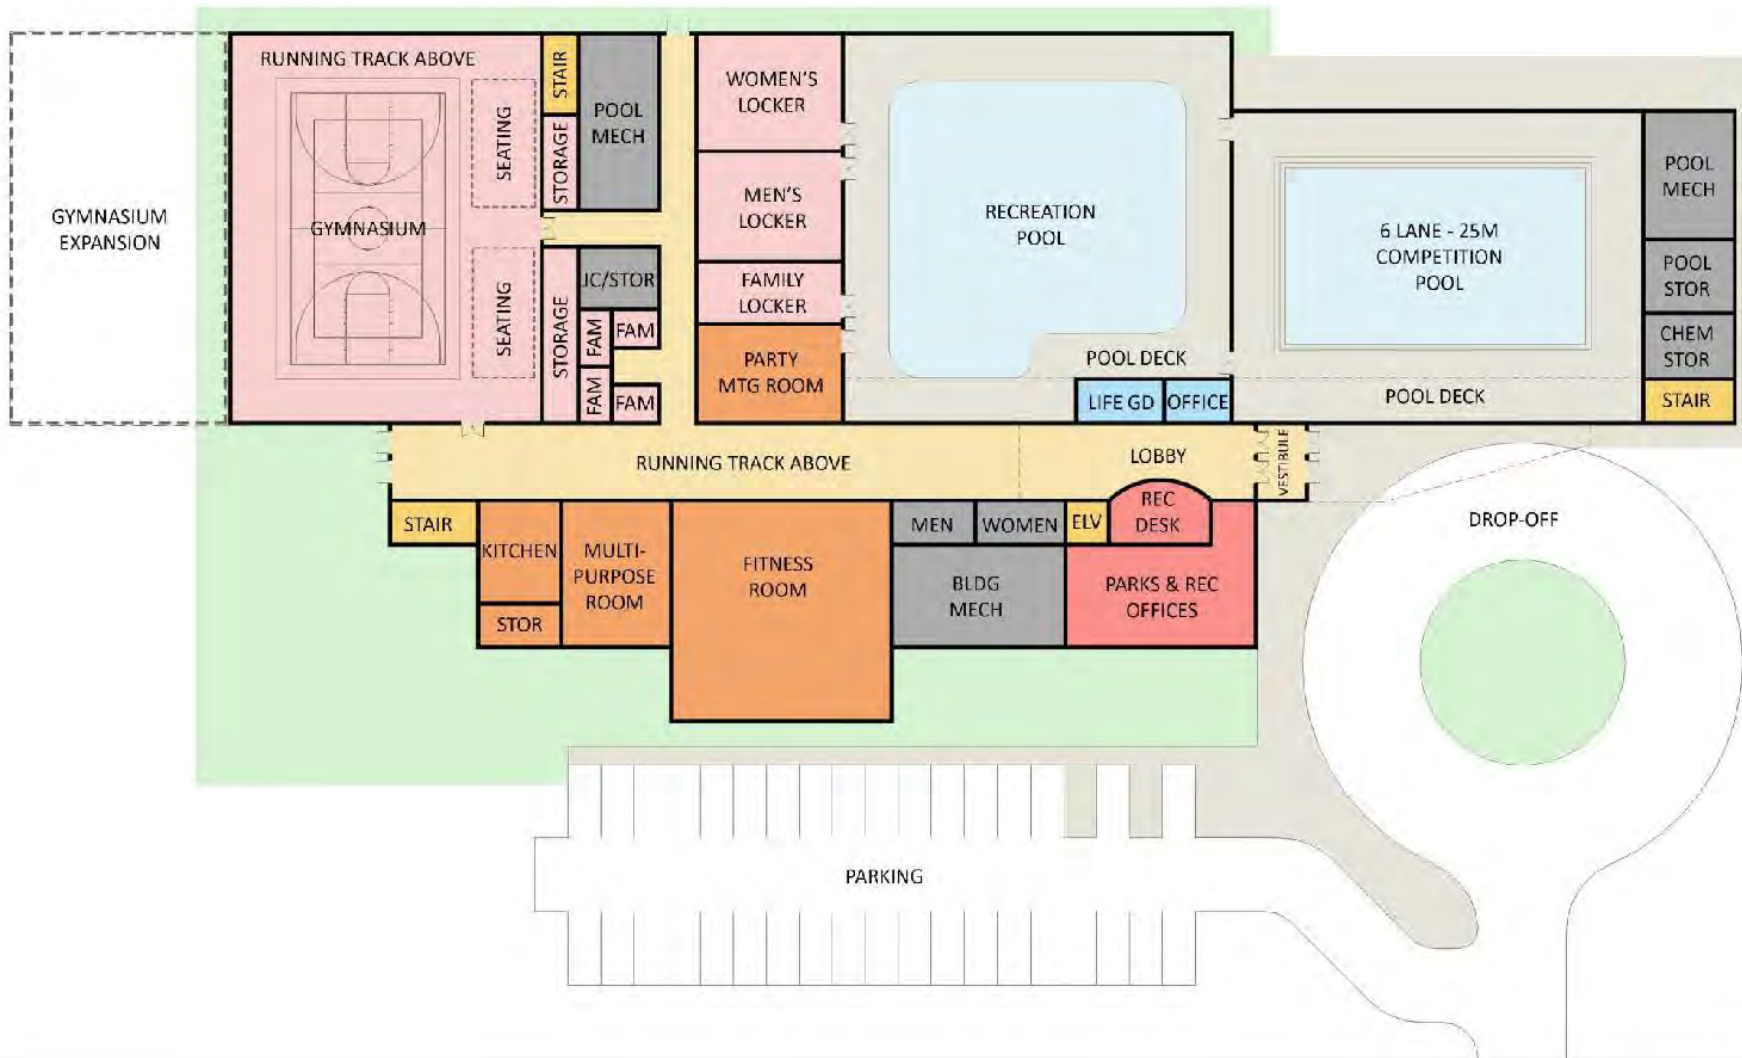 RUNNING TRACK ABOVE
STAIR
POOL
MECH
WOMEN'S
LOCKER
SEATING
STORAGE
GYMNASIUM
EXPANSION
GYMNASIUM
MEN'S
LOCKER
RECREATION
POOL
6 LANE - 25M
COMPETITION
POOL
POOL
MECH
POOL
STOR
CHEM
STOR
STAIR
SEATING
STORAGE
JC/STOR
FAM
FAM
FAM
FAM
FAMILY
LOCKER
PARTY
MTG ROOM
POOL DECK
LIFE GD
OFFICE
POOL DECK
RUNNING TRACK ABOVE
LOBBY
VESTIBULE
STAIR
KITCHEN
STOR
MULTI-
PURPOSE
ROOM
FITNESS
ROOM
MEN
WOMEN
ELV
REC
DESK
BLDG
MECH
PARKS & REC
OFFICES
DROP-OFF
PARKING